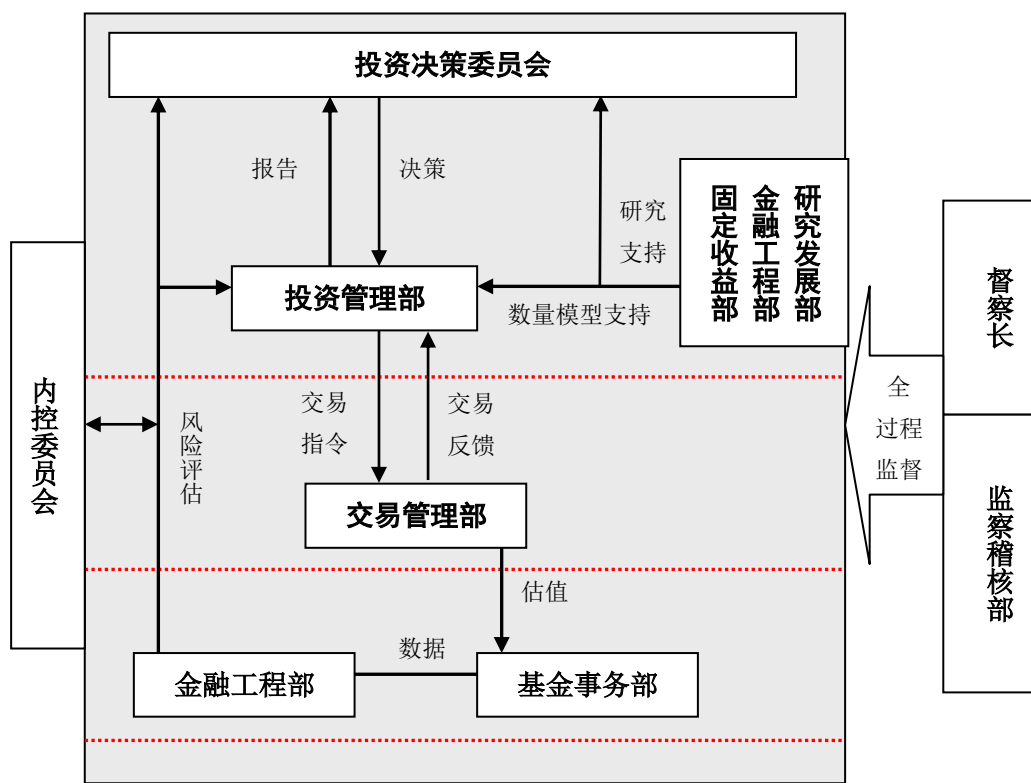 投资决策委员会
报告
决策
研究
支持
固定收益部
金融工程部
研究发展部
投资管理部
数量模型支持
督察长
内控委员会
风险评估
交易
指令
交易
反馈
全
过程
监督
交易管理部
监察稽核部
估值
数据
金融工程部
基金事务部